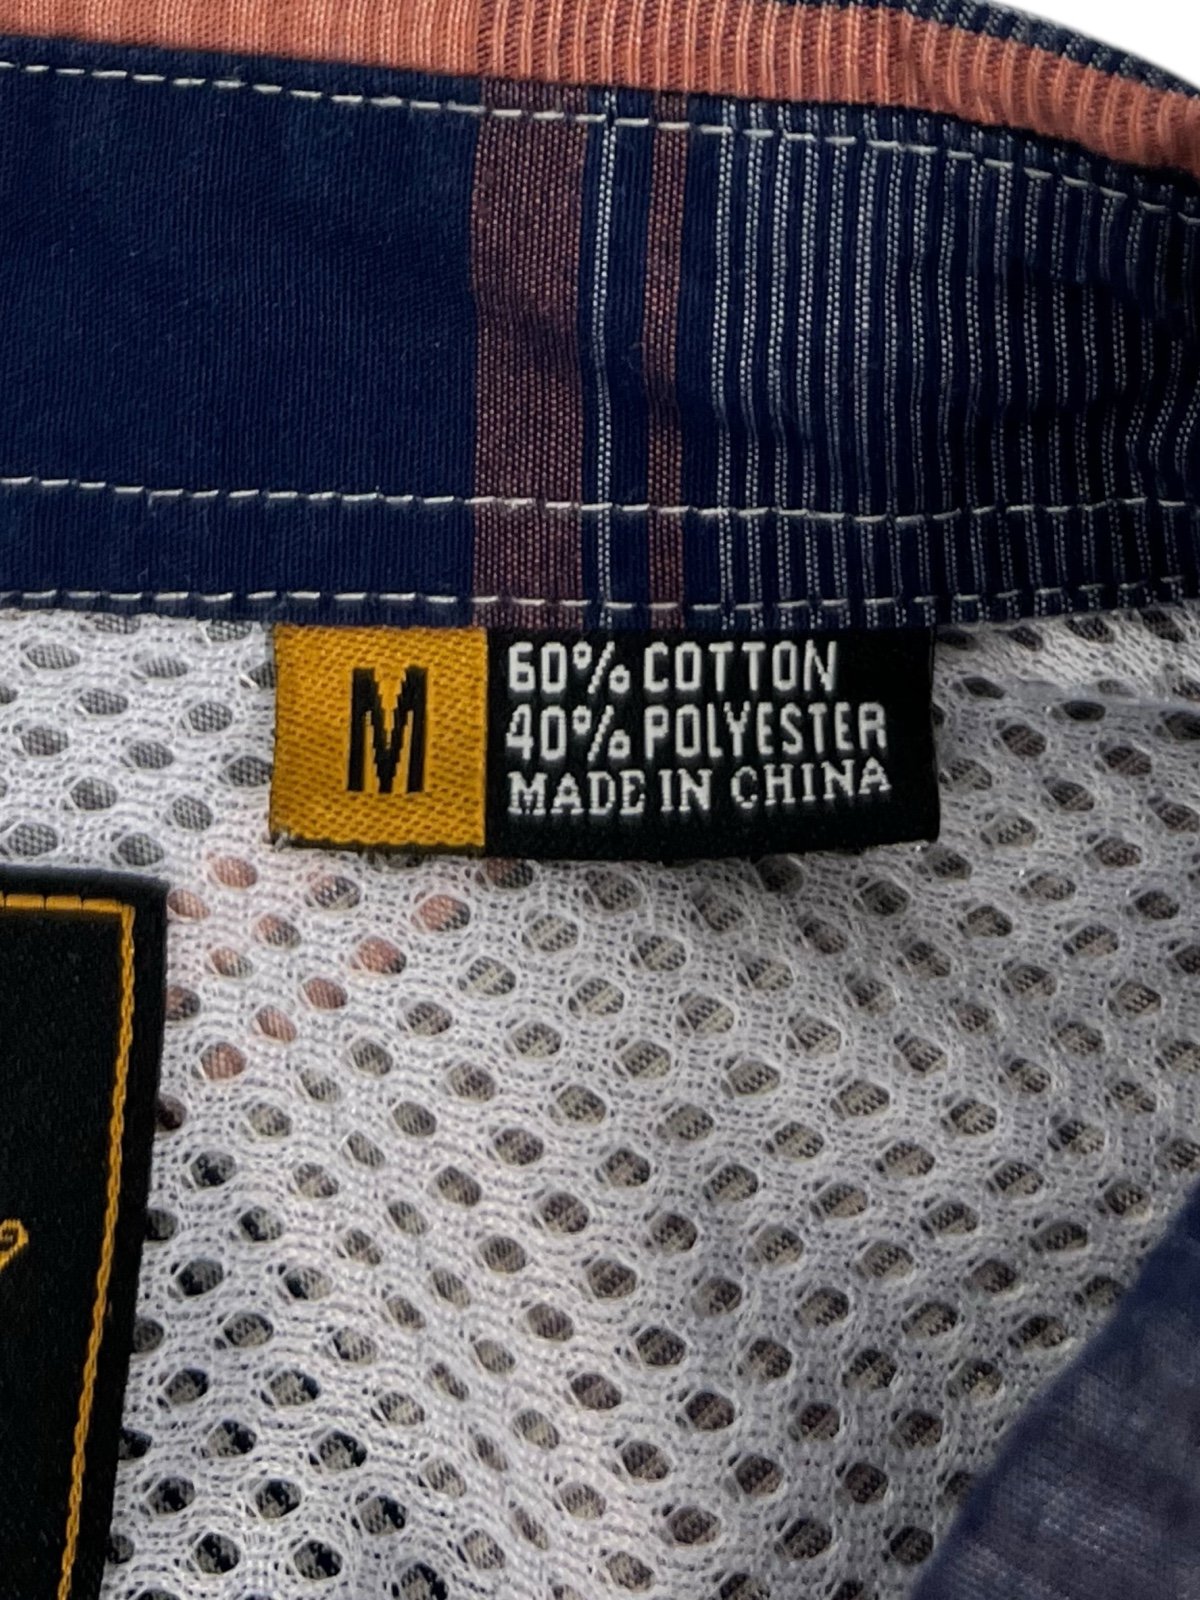 M
60% COTTON
40% POLYESTER
MADE IN CHINA